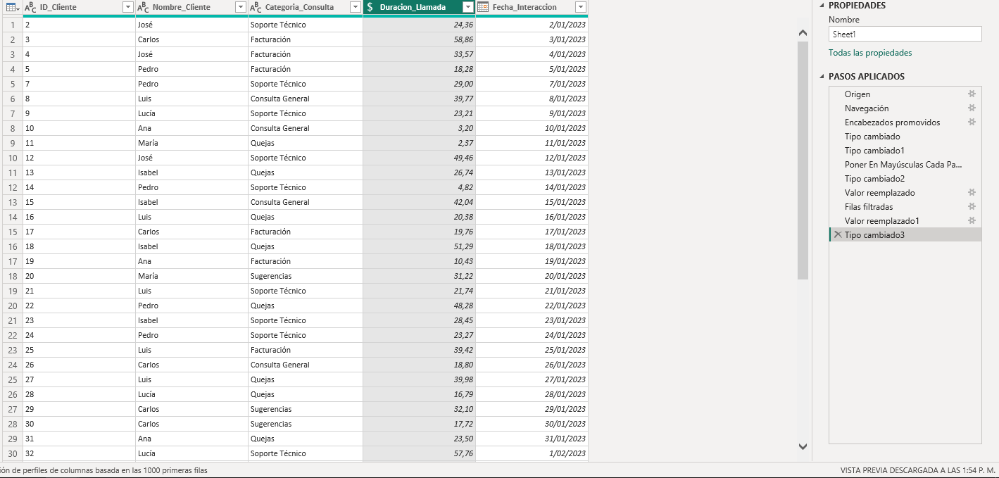 ID_Cliente Nombre_Cliente Categoria_Consulta $ Duracion_Llamada Fecha_Interaccion
1 2 José Soporte Técnico 24,36 2/01/2023
2 3 Carlos Facturación 58,86 3/01/2023
3 4 José Facturación 33,57 4/01/2023
4 5 Pedro Facturación 18,28 5/01/2023
5 7 Pedro Soporte Técnico 29,00 7/01/2023
6 8 Luis Consulta General 39,77 8/01/2023
7 9 Lucía Soporte Técnico 23,21 9/01/2023
8 10 Ana Consulta General 3,20 10/01/2023
9 11 María Quejas 2,37 11/01/2023
10 12 José Soporte Técnico 49,46 12/01/2023
11 13 Isabel Quejas 26,74 13/01/2023
12 14 Pedro Soporte Técnico 4,82 14/01/2023
13 15 Isabel Consulta General 42,04 15/01/2023
14 16 Luis Quejas 20,38 16/01/2023
15 17 Carlos Facturación 19,76 17/01/2023
16 18 Isabel Quejas 51,29 18/01/2023
17 19 Ana Facturación 10,43 19/01/2023
18 20 María Sugerencias 31,22 20/01/2023
19 21 Luis Soporte Técnico 21,74 21/01/2023
20 22 Pedro Quejas 48,28 22/01/2023
21 23 Isabel Soporte Técnico 28,45 23/01/2023
22 24 Pedro Soporte Técnico 23,27 24/01/2023
23 25 Luis Facturación 39,42 25/01/2023
24 26 Carlos Consulta General 18,80 26/01/2023
25 27 Luis Quejas 39,98 27/01/2023
26 28 Lucía Quejas 16,79 28/01/2023
27 29 Carlos Sugerencias 32,10 29/01/2023
28 30 Carlos Sugerencias 17,72 30/01/2023
29 31 Ana Quejas 23,50 31/01/2023
30 32 Lucía Soporte Técnico 57,76 1/02/2023
PROPIEDADES
Nombre
Sheet1
Todas las propiedades
PASOS APLICADOS
Origen
Navegación
Encabezados promovidos
Tipo cambiado
Tipo cambiado1
Poner En Mayúsculas Cada Pa...
Tipo cambiado2
Valor reemplazado
Filas filtradas
Valor reemplazado1
Tipo cambiado3
ión de perfiles de columnas basada en las 1000 primeras filas
VISTA PREVIA DESCARGADA A LAS 1:54 P. M.